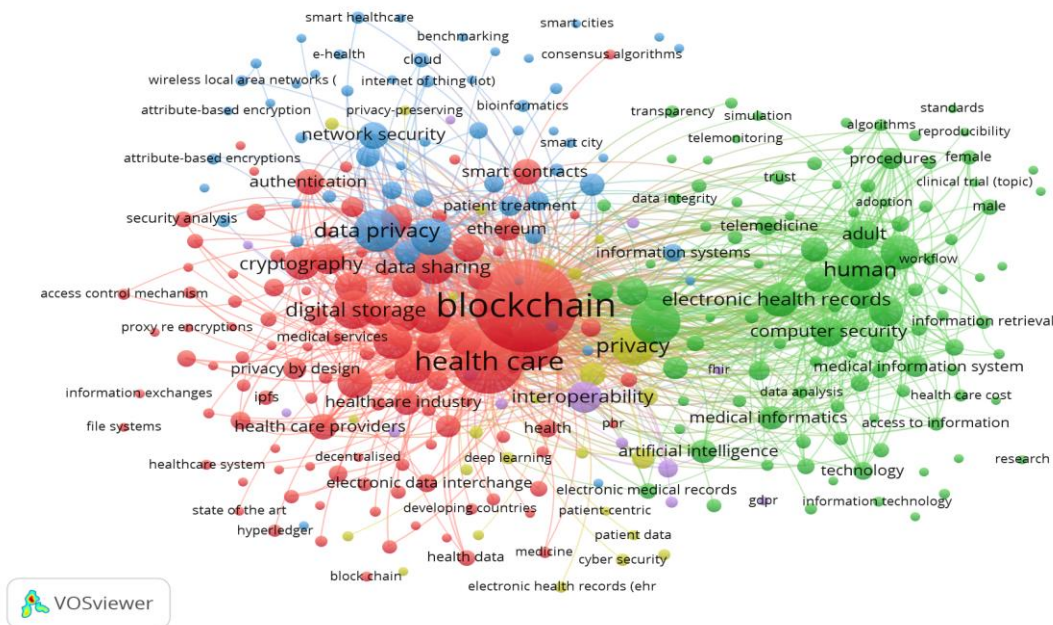 smart healthcare
smart cities
benchmarking
e-health
cloud
consensus algorithms
wireless local area networks (
internet of thing (iot)
attribute-based encryption
privacy-preserving
bioinformatics
transparency
simulation
standards
network security
algorithms
reproducibility
telemonitoring
smart city
attribute-based encryptions
smart contracts
trust
procedures
female
authentication
clinical trial (topic)
patient treatment
data integrity
adoption
male
security analysis
ethereum
telemedicine
adult
data privacy
information systems
workflow
cryptography
data sharing
human
access control mechanism
blockchain
electronic health records
digital storage
proxy re encryptions
computer security
information retrieval
medical services
privacy
health care
privacy by design
fhir
medical information system
information exchanges
ipfs
healthcare industry
interoperability
data analysis
health care cost
file systems
health care providers
health
phr
medical informatics
access to information
decentralised
deep learning
artificial intelligence
healthcare system
research
electronic data interchange
electronic medical records
technology
state of the art
developing countries
patient-centric
gdpr
information technology
hyperledger
patient data
health data
medicine
cyber security
block chain
electronic health records (ehr
VOSviewer